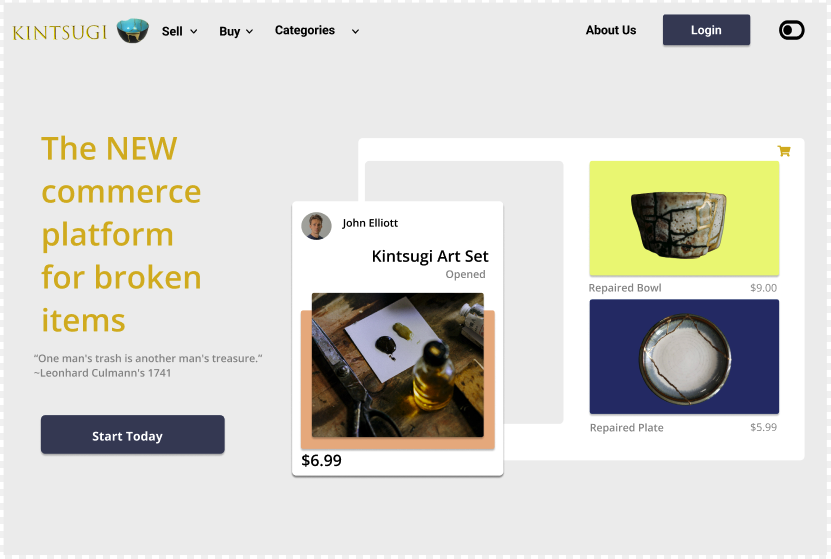 KINTSUGI
Sell
Buy
Categories
About Us
Login
The NEW
commerce
platform
for broken
items
“One man's trash is another man's treasure.”
~Leonhard Culmann's 1741
Start Today
John Elliott
Kintsugi Art Set
Opened
$6.99
Repaired Bowl $9.00
Repaired Plate $5.99